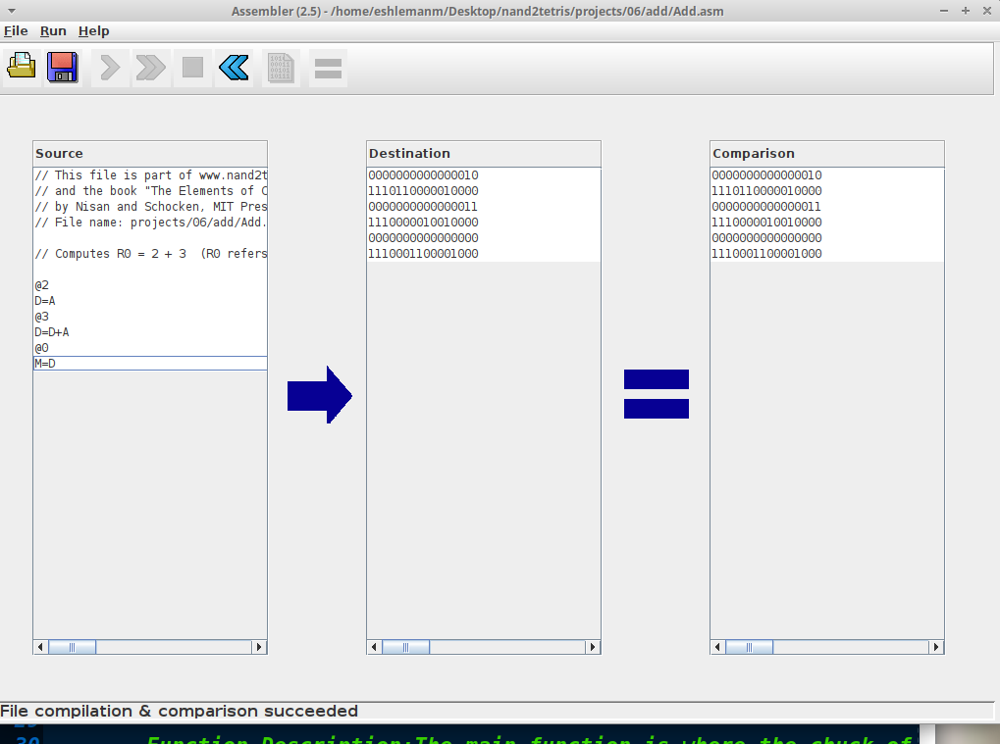 Assembler (2.5) - /home/eshlemanm/Desktop/nand2tetris/projects/06/add/Add.asm
File Run Help
Source
// This file is part of www.nand2t
// and the book "The Elements of C
// by Nisan and Schocken, MIT Pres
// File name: projects/06/add/Add.
// Computes R0 = 2 + 3 (R0 refers
@2
D=A
@3
D=D+A
@0
M=D
Destination
0000000000000010
1110110000010000
0000000000000011
1110000010010000
0000000000000000
1110001100001000
Comparison
0000000000000010
1110110000010000
0000000000000011
1110000010010000
0000000000000000
1110001100001000
File compilation & comparison succeeded
30 Function Description:The main function is where the chuck of